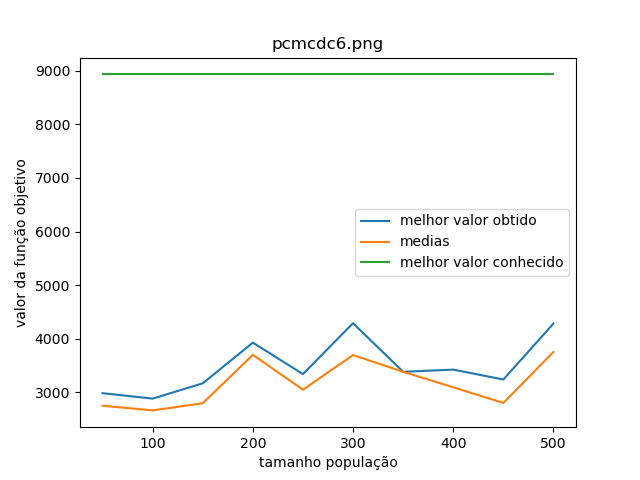 pcmcdc6.png
9000
8000
7000
6000
5000
4000
3000
valor da função objetivo
melhor valor obtido
medias
melhor valor conhecido
100 200 300 400 500
tamanho população